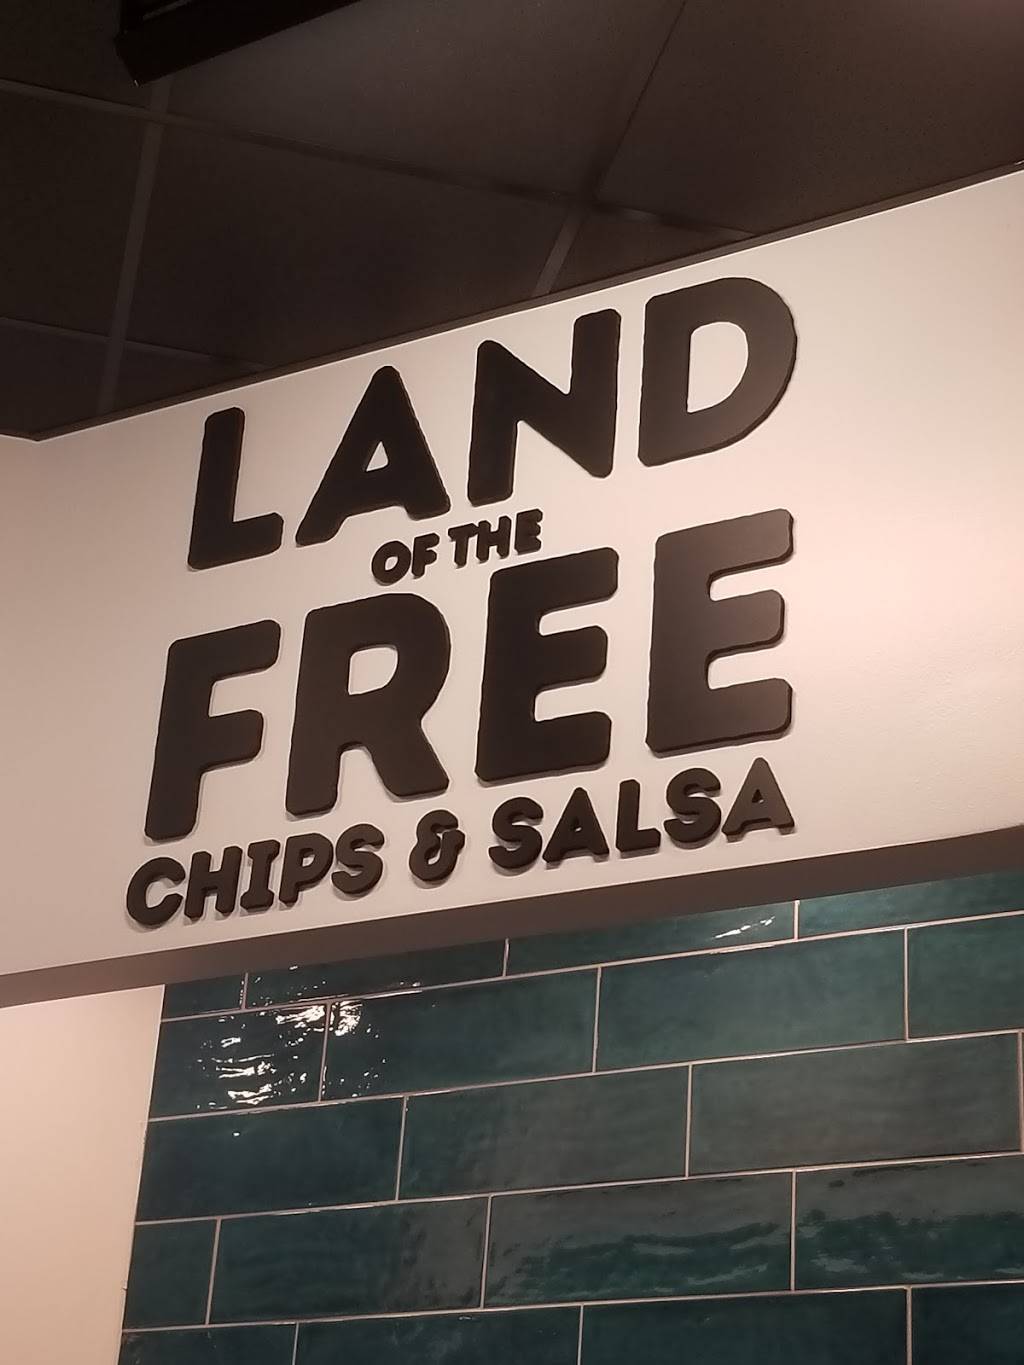 LAND
OF THE
FREE
CHIPS & SALSA